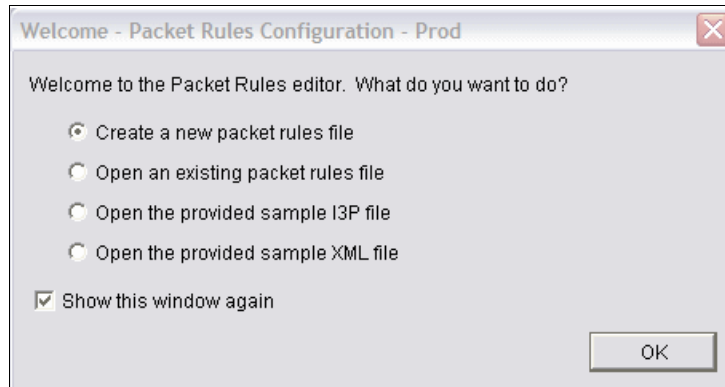 Welcome - Packet Rules Configuration - Prod
Welcome to the Packet Rules editor. What do you want to do?
Create a new packet rules file
Open an existing packet rules file
Open the provided sample I3P file
Open the provided sample XML file
Show this window again
OK